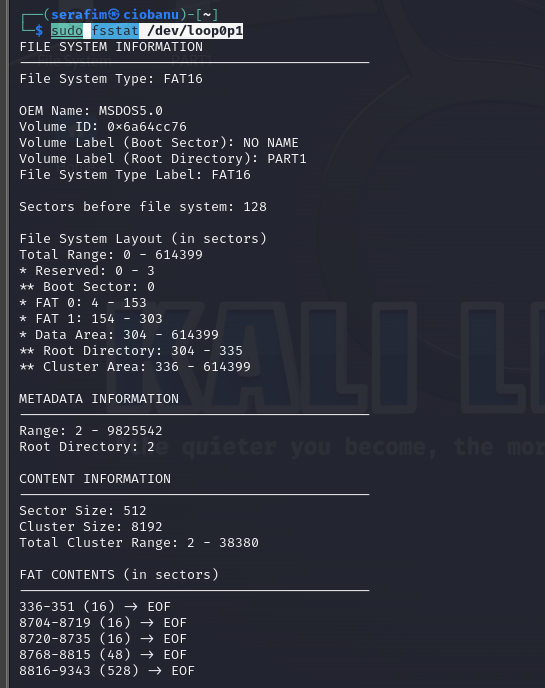 ┌──(serafim㉿ciobanu)-[~]
└─$ sudo fsstat /dev/loop0p1
FILE SYSTEM INFORMATION
--------------------------------------------
File System Type: FAT16

OEM Name: MSDOS5.0
Volume ID: 0x6a64cc76
Volume Label (Boot Sector): NO NAME
Volume Label (Root Directory): PART1
File System Type Label: FAT16

Sectors before file system: 128

File System Layout (in sectors)
Total Range: 0 - 614399
* Reserved: 0 - 3
** Boot Sector: 0
* FAT 0: 4 - 153
* FAT 1: 154 - 303
* Data Area: 304 - 614399
** Root Directory: 304 - 335
** Cluster Area: 336 - 614399

METADATA INFORMATION
--------------------------------------------
Range: 2 - 9825542
Root Directory: 2

CONTENT INFORMATION
--------------------------------------------
Sector Size: 512
Cluster Size: 8192
Total Cluster Range: 2 - 38380

FAT CONTENTS (in sectors)
--------------------------------------------
336-351 (16) -> EOF
8704-8719 (16) -> EOF
8720-8735 (16) -> EOF
8768-8815 (48) -> EOF
8816-9343 (528) -> EOF
KALI
quieter you become, the